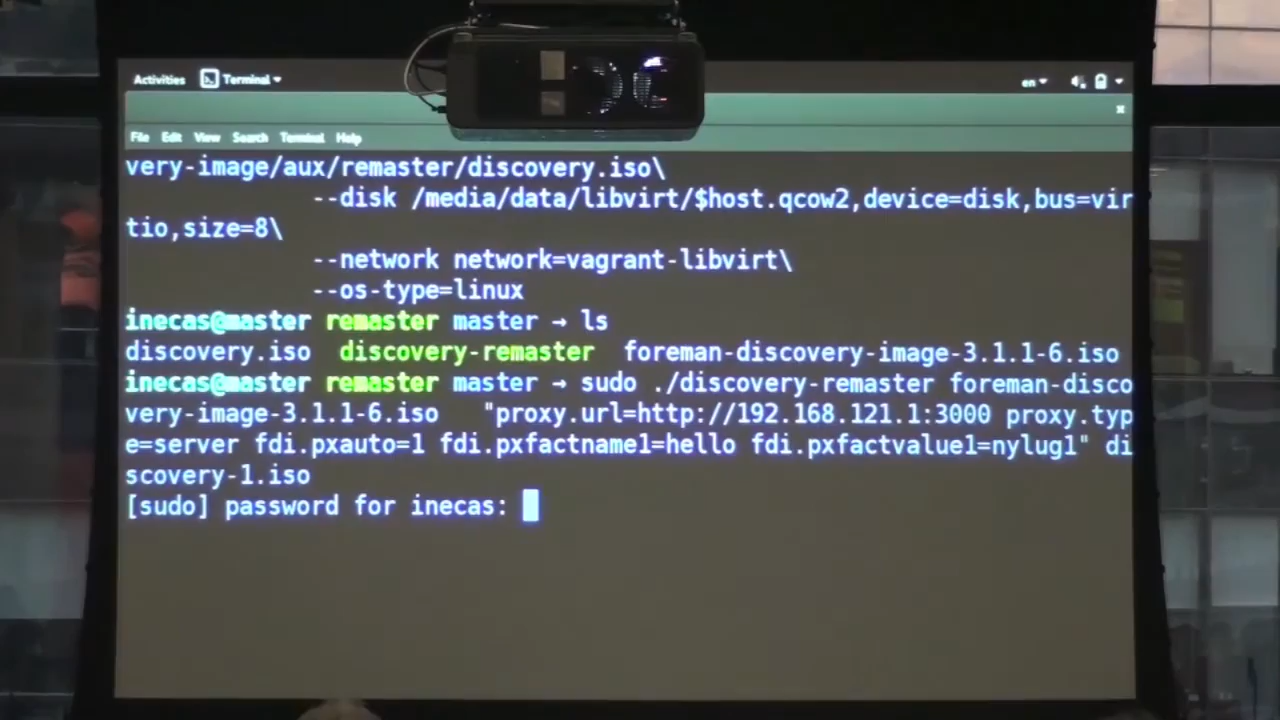 Activities Terminal en
File Edit View Search Terminal Help
very-image/aux/remaster/discovery.iso\
--disk /media/data/libvirt/$host.qcow2,device=disk,bus=vir
tio,size=8\
--network network=vagrant-libvirt\
--os-type=linux
inecas@master remaster master → ls
discovery.iso discovery-remaster foreman-discovery-image-3.1.1-6.iso
inecas@master remaster master → sudo ./discovery-remaster foreman-disco
very-image-3.1.1-6.iso "proxy.url=http://192.168.121.1:3000 proxy.typ
e=server fdi.pxauto=1 fdi.pxfactname1=hello fdi.pxfactvalue1=nylug1" di
scovery-1.iso
[sudo] password for inecas: